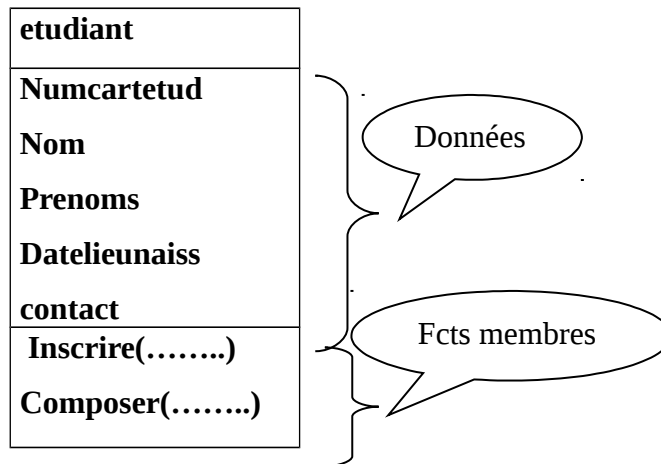 etudiant
Numcartetud
Nom
Prenoms
Datelieunaiss
contact
Inscrire(……..)
Composer(……..)
Données
Fcts membres